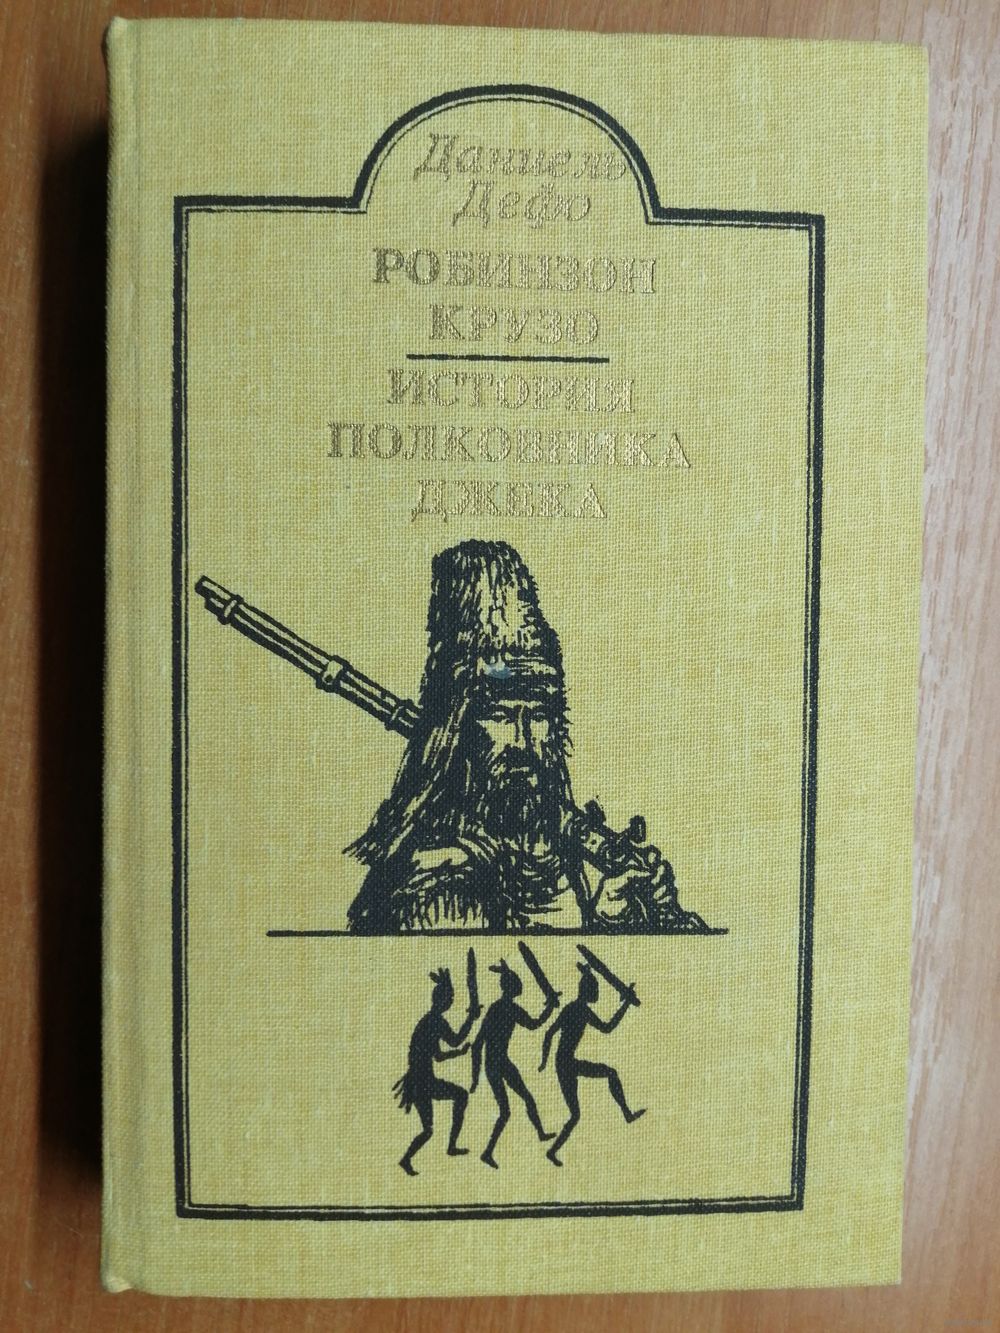 Даниель
Дефо
РОБИНЗОН
КРУЗО
ИСТОРИЯ
ПОЛКОВНИКА
ДЖЕКА